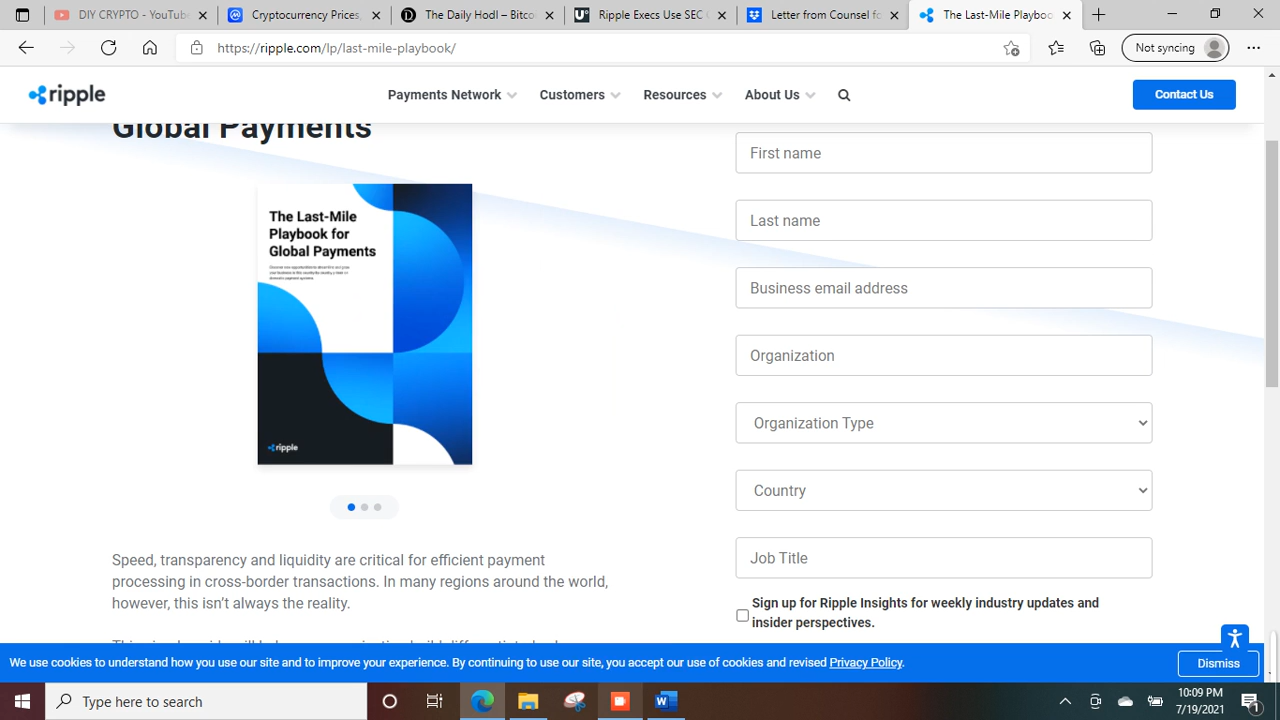 DIY CRYPTO - YouTube
Cryptocurrency Prices,
The Daily Hodl – Bitco
Ripple Execs Use SEC
Letter from Counsel fo
The Last-Mile Playboo
https://ripple.com/lp/last-mile-playbook/
Not syncing
ripple
Payments Network
Customers
Resources
About Us
Contact Us
Global Payments
The Last-Mile
Playbook for
Global Payments
ripple
Speed, transparency and liquidity are critical for efficient payment
processing in cross-border transactions. In many regions around the world,
however, this isn’t always the reality.
First name
Last name
Business email address
Organization
Organization Type
Country
Job Title
Sign up for Ripple Insights for weekly industry updates and
insider perspectives.
We use cookies to understand how you use our site and to improve your experience. By continuing to use our site, you accept our use of cookies and revised Privacy Policy.
Dismiss
Type here to search
10:09 PM
7/19/2021
1